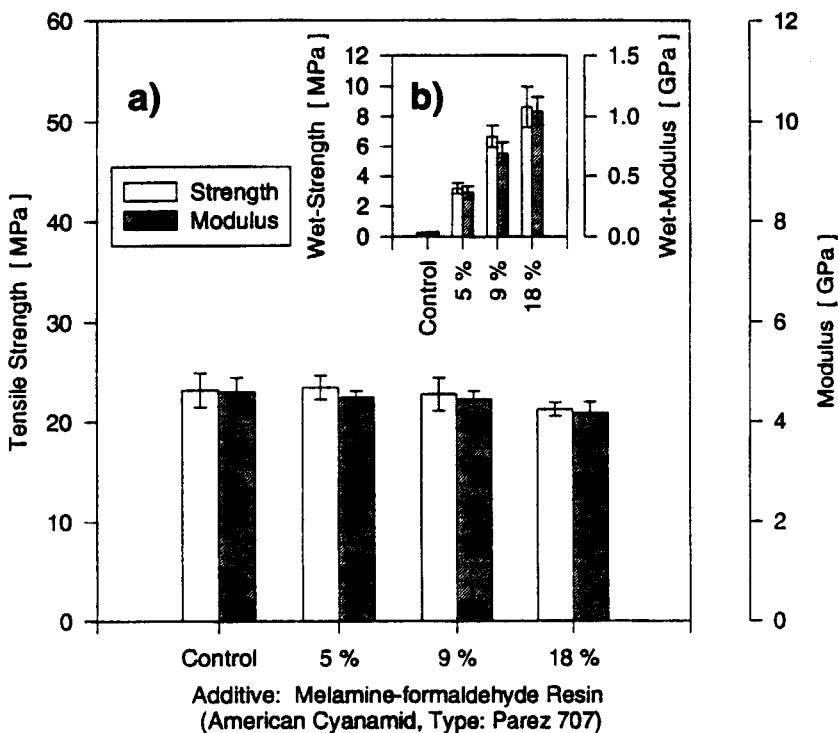 a)
b)
Strength
Modulus
Tensile Strength [ MPa]
60
50
40
30
20
10
0
Modulus [ GPa]
12
10
8
6
4
2
0
Wet-Strength [ MPa]
12
10
8
6
4
2
0
Wet-Modulus [ GPa]
1.5
1.0
0.5
0.0
Control
5 %
9 %
18 %
Control
5 %
9 %
18 %
Additive: Melamine-formaldehyde Resin
(American Cyanamid, Type: Parez 707)